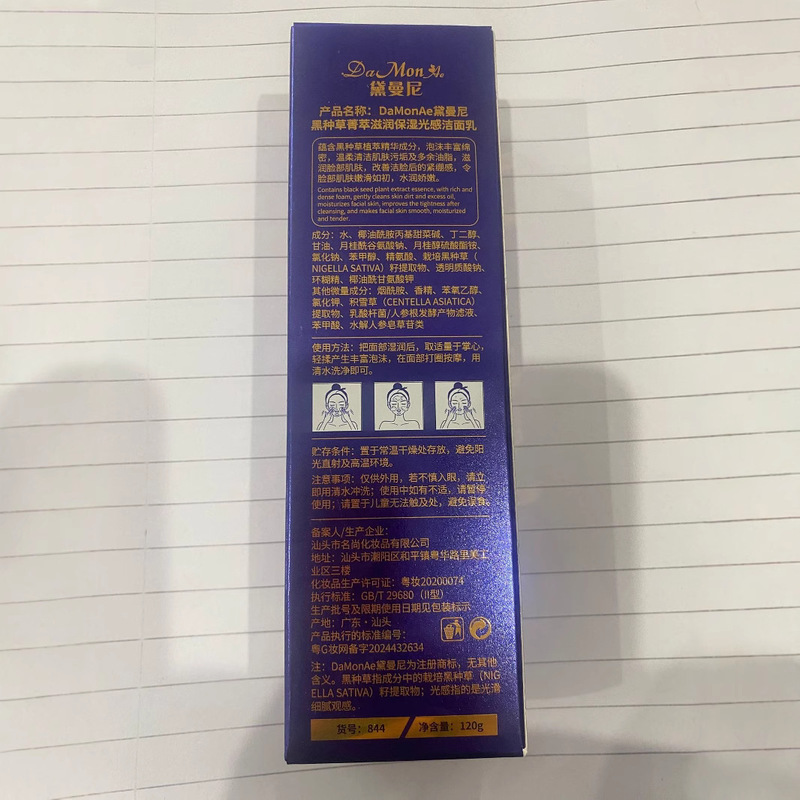 DaMon
黛曼尼
产品名称：DaMonAe黛曼尼
黑种草菁萃滋润保湿光感洁面乳
蕴含黑种草植萃精华成分，泡沫丰富绵
密，温柔清洁肌肤污垢及多余油脂，滋
润脸部肌肤，改善洁脸后的紧绷感，令
脸部肌肤嫩滑如初，水润娇嫩。
Contains black seed plant extract essence, with rich and
dense foam, gently cleans skin dirt and excess oil,
moisturizes facial skin, improves the tightness after
cleansing, and makes facial skin smooth, moisturized
and tender.
成分：水、椰油酰胺丙基甜菜碱、丁二醇、
甘油、月桂酰谷氨酸钠、月桂醇硫酸酯铵、
氯化钠、苯甲醇、精氨酸、栽培黑种草（
NIGELLA SATIVA）籽提取物、透明质酸钠、
环糊精、椰油酰甘氨酸钾
其他微量成分：烟酰胺、香精、苯氧乙醇、
氯化钾、积雪草（CENTELLA ASIATICA）
提取物、乳酸杆菌/人参根发酵产物滤液、
苯甲酸、水解人参皂草苷类
使用方法：把面部湿润后，取适量于掌心，
轻揉产生丰富泡沫，在面部打圈按摩，用
清水洗净即可。
贮存条件：置于常温干燥处存放，避免阳
光直射及高温环境。
注意事项：仅供外用，若不慎入眼，请立
即用清水冲洗；使用中如有不适，请暂停
使用；请置于儿童无法触及处，避免误食。
备案人/生产企业：
汕头市名尚化妆品有限公司
地址：汕头市潮阳区和平镇粤华路里美工
业区三楼
化妆品生产许可证：粤妆20200074
执行标准：GB/T 29680（II型）
生产批号及限期使用日期见包装标示
产地：广东·汕头
产品执行的标准编号：
粤G妆网备字2024432634
注：DaMonAe黛曼尼为注册商标，无其他
含义。黑种草指成分中的栽培黑种草（NIG
ELLA SATIVA）籽提取物；光感指的是光滑
细腻观感。
货号：844 净含量：120g